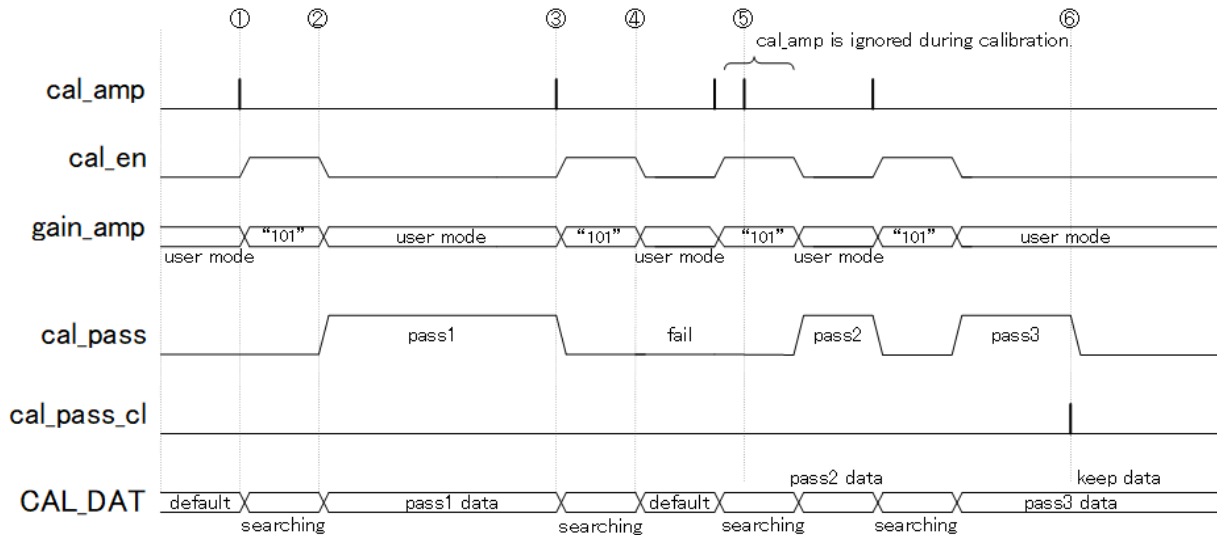 ① ② ③ ④ ⑤ ⑥
cal_amp is ignored during calibration.
cal_amp
cal_en
gain_amp
"101" user mode "101" "101" "101" user mode
user mode user mode user mode
cal_pass
pass1 fail pass2 pass3
cal_pass_cl
pass2 data keep data
CAL_DAT
default pass1 data default pass3 data
searching searching searching searching